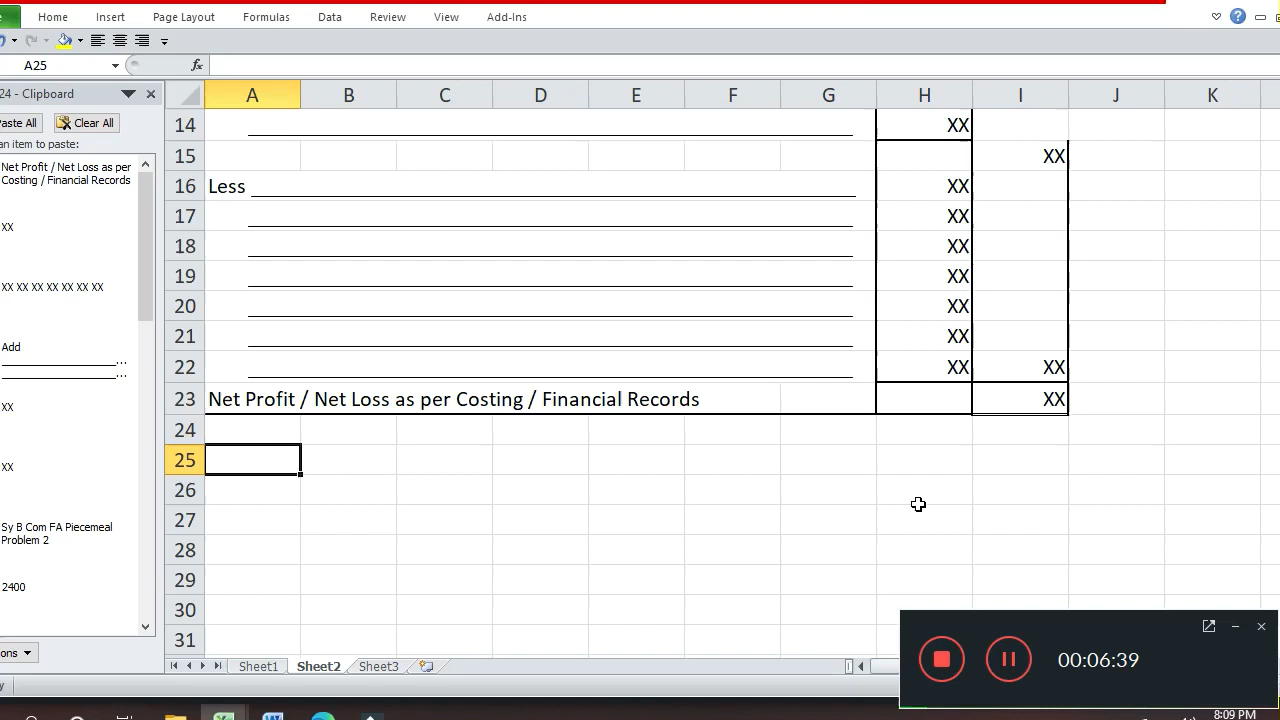 Home Insert Page Layout Formulas Data Review View Add-Ins
A25 fx
24 - Clipboard
Paste All Clear All
an item to paste:
Net Profit / Net Loss as per
Costing / Financial Records
XX
XX XX XX XX XX XX XX
Add
XX
XX
Sy B Com FA Piecemeal
Problem 2
2400
ons
A B C D E F G H I J K
14 XX
15 XX
16 Less XX
17 XX
18 XX
19 XX
20 XX
21 XX
22 XX XX
23 Net Profit / Net Loss as per Costing / Financial Records XX
24
25
26
27
28
29
30
31
Sheet1 Sheet2 Sheet3
00:06:39
8:09 PM